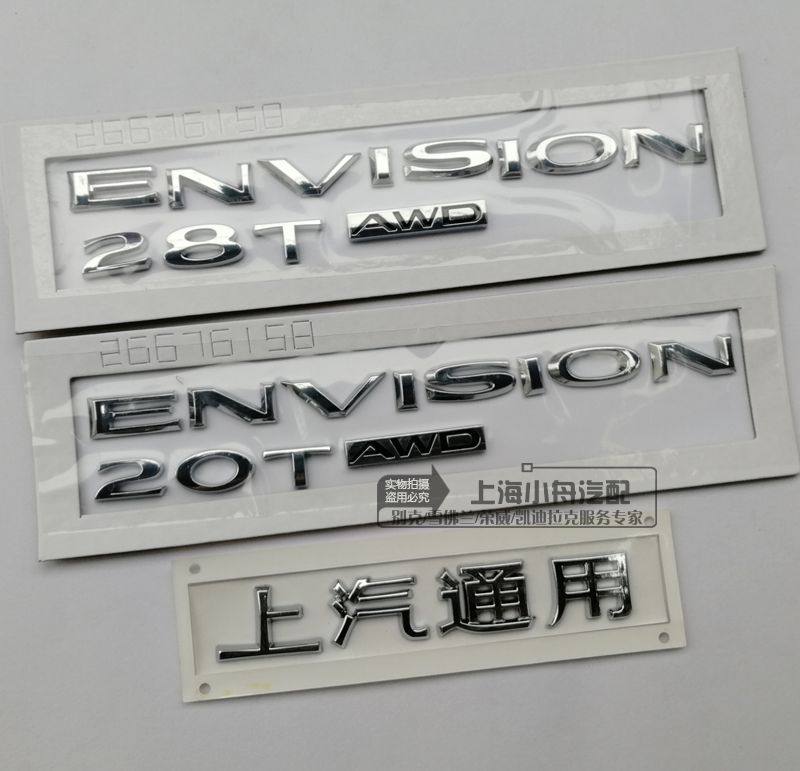 26676158
ENVISION
28T AWD
26676158
ENVISION
20T AWD
实物拍摄
盗用必究
上海小舟汽配
别克/雪佛兰/荣威/凯迪拉克服务专家
上汽通用